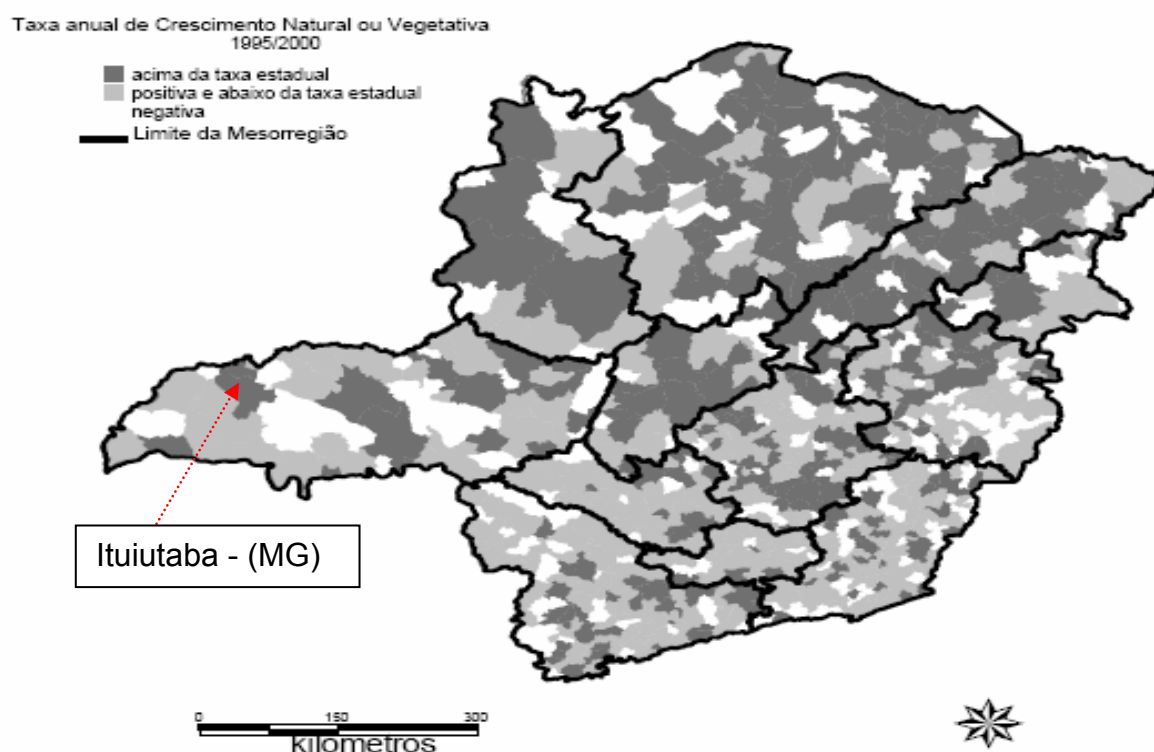 Taxa anual de Crescimento Natural ou Vegetativa
1995/2000
acima da taxa estadual
positiva e abaixo da taxa estadual
negativa
Limite da Mesorregião
Ituiutaba - (MG)
0 150 300
kilometros